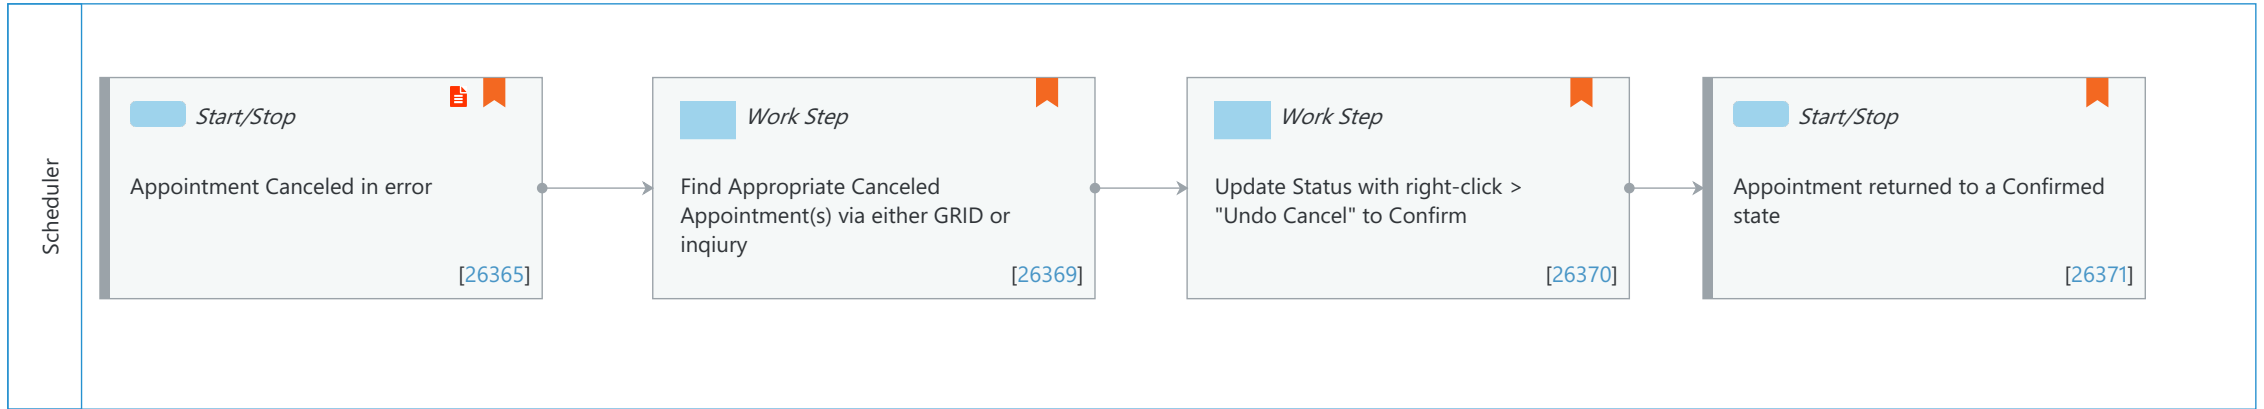 Scheduler
Start/Stop
Appointment Canceled in error
[26365]
Work Step
Find Appropriate Canceled
Appointment(s) via either GRID or
inqiury
[26369]
Work Step
Update Status with right-click >
"Undo Cancel" to Confirm
[26370]
Start/Stop
Appointment returned to a Confirmed
state
[26371]